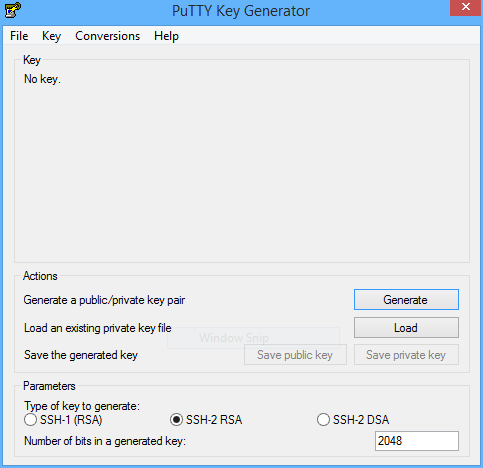 PuTTY Key Generator
File Key Conversions Help
Key
No key.
Actions
Generate a public/private key pair
Generate
Load an existing private key file
Load
Window Snip
Save the generated key
Save public key
Save private key
Parameters
Type of key to generate:
SSH-1 (RSA) SSH-2 RSA SSH-2 DSA
Number of bits in a generated key:
2048